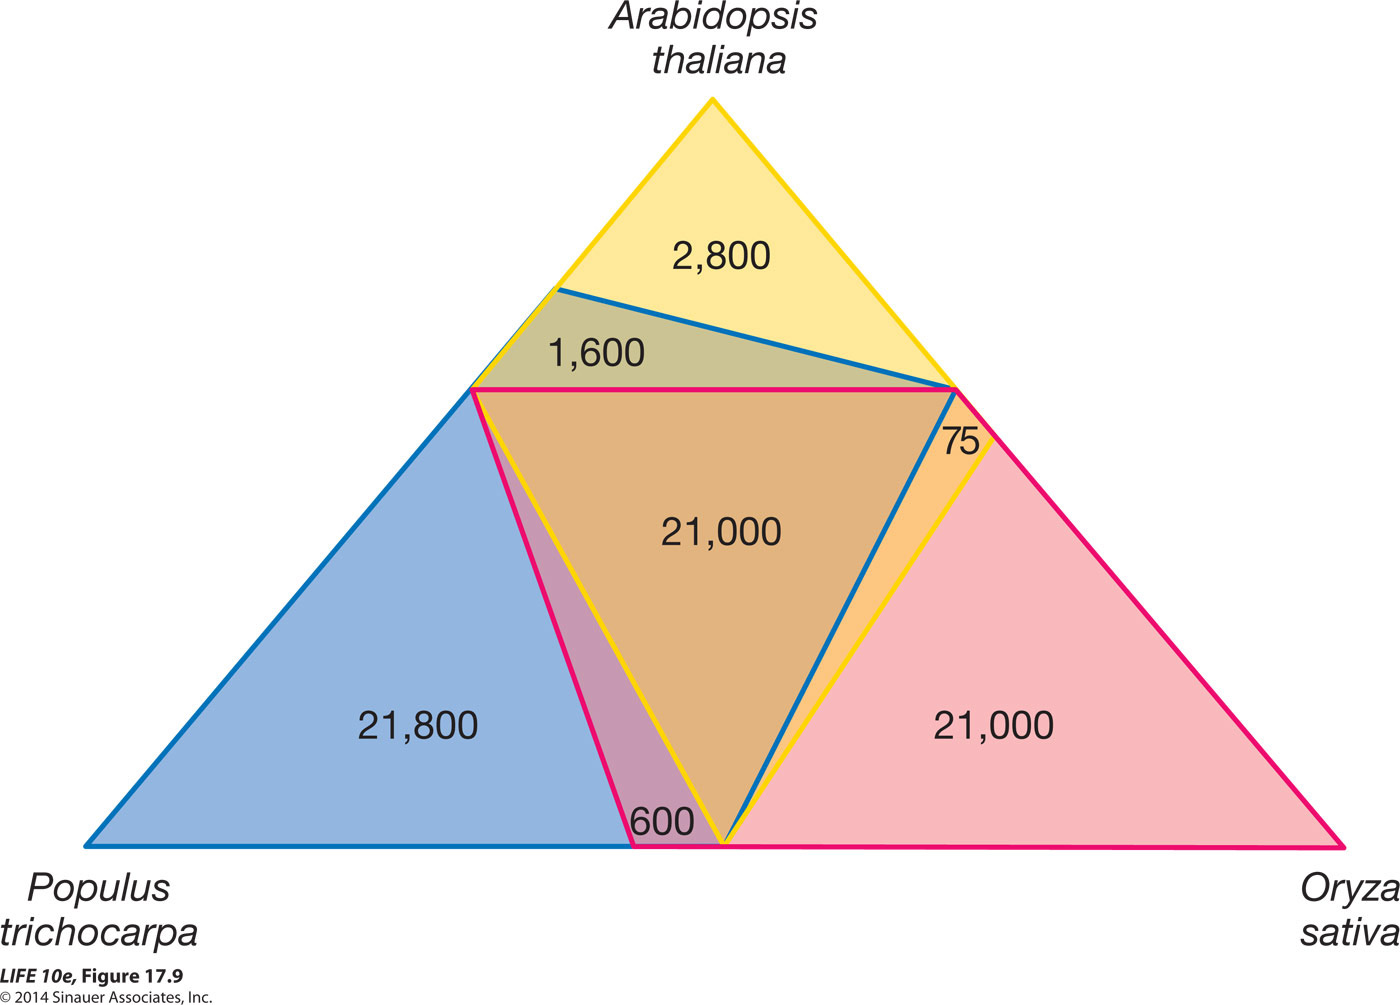 Arabidopsis
thaliana
2,800
1,600
75
21,000
21,800
21,000
600
Populus
trichocarpa
Oryza
sativa
LIFE 10e, Figure 17.9
© 2014 Sinauer Associates, Inc.